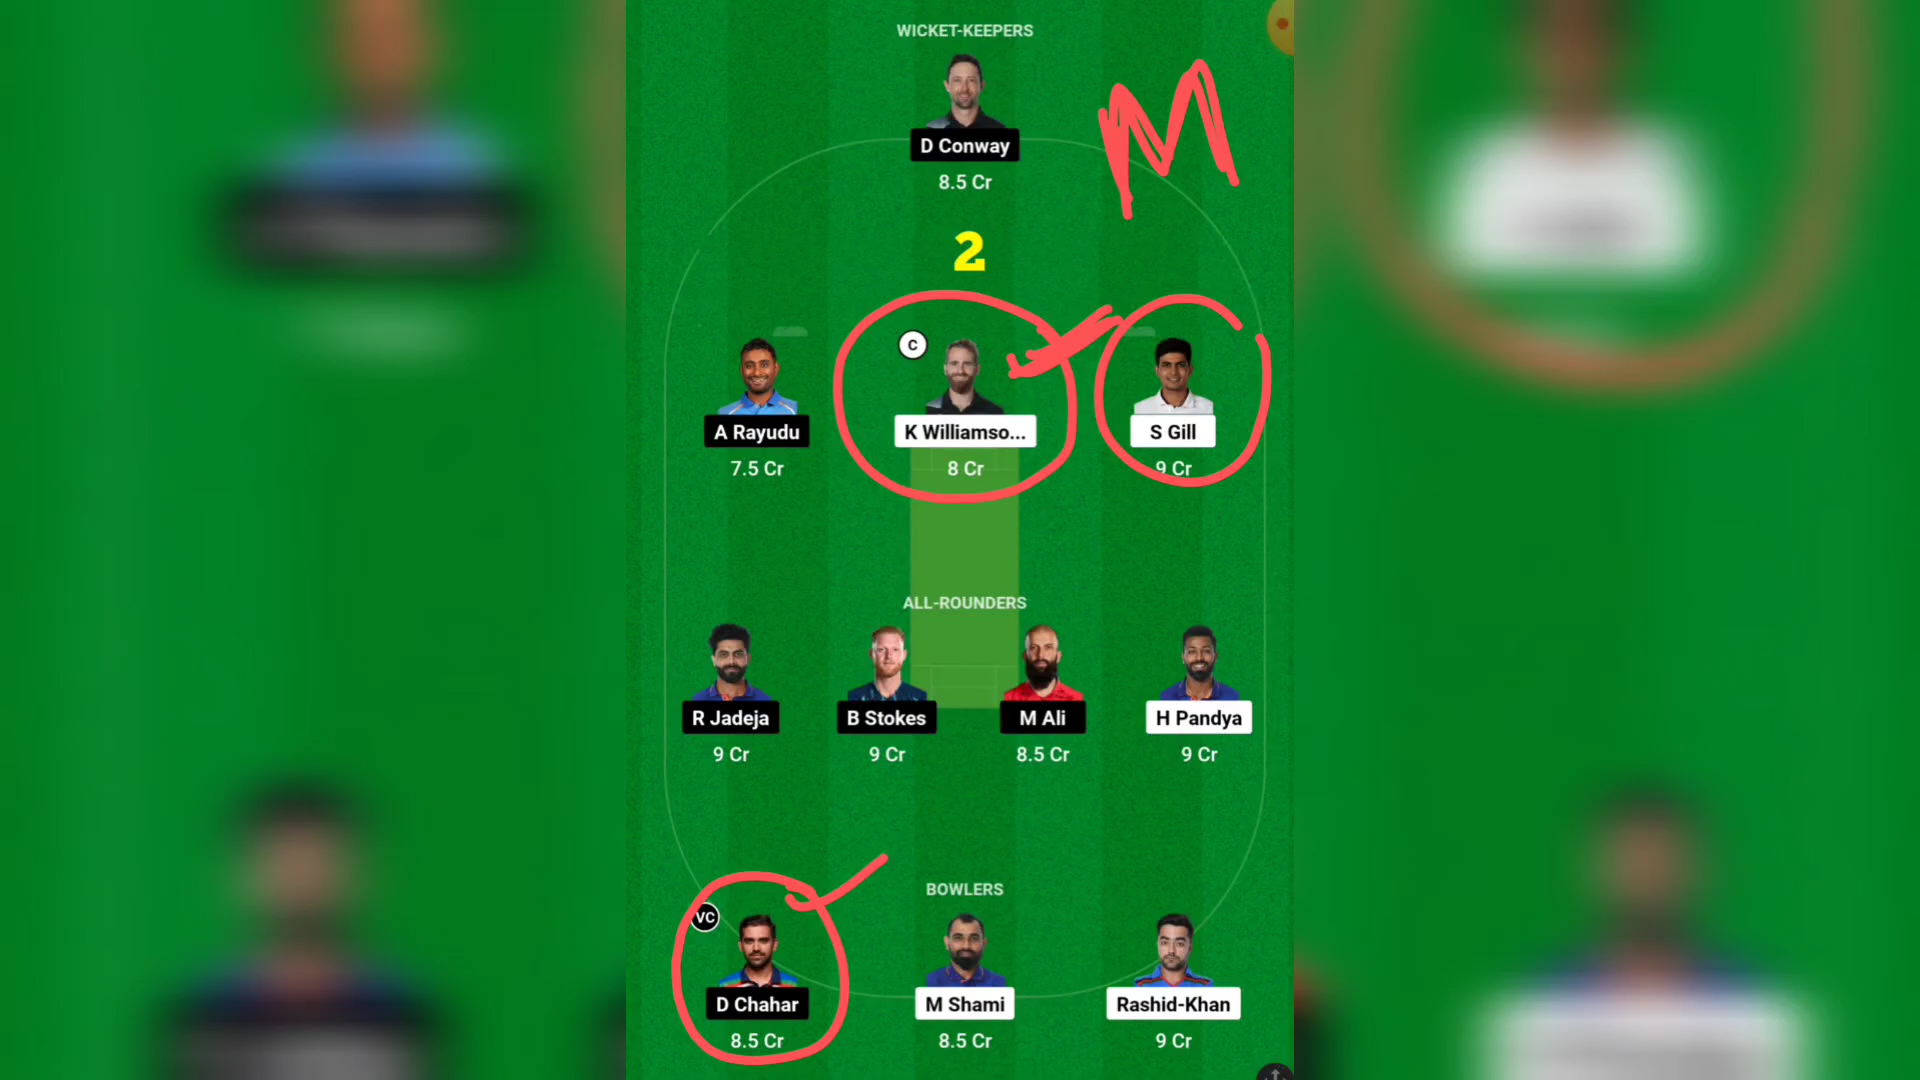 WICKET-KEEPERS
M
D Conway
8.5 Cr
2
C
A Rayudu K Williamso... S Gill
7.5 Cr 8 Cr 9 Cr
ALL-ROUNDERS
R Jadeja B Stokes M Ali H Pandya
9 Cr 9 Cr 8.5 Cr 9 Cr
BOWLERS
VC
D Chahar M Shami Rashid-Khan
8.5 Cr 8.5 Cr 9 Cr